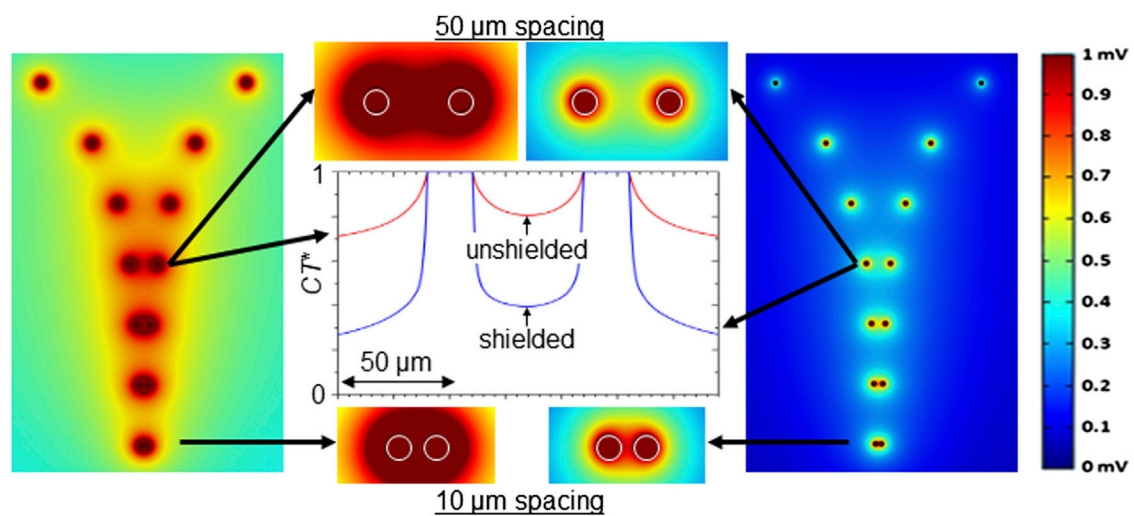 50 µm spacing
1 mV
0.9
0.8
0.7
0.6
0.5
0.4
0.3
0.2
0.1
0 mV
1
CT*
0
unshielded
shielded
50 µm
10 µm spacing